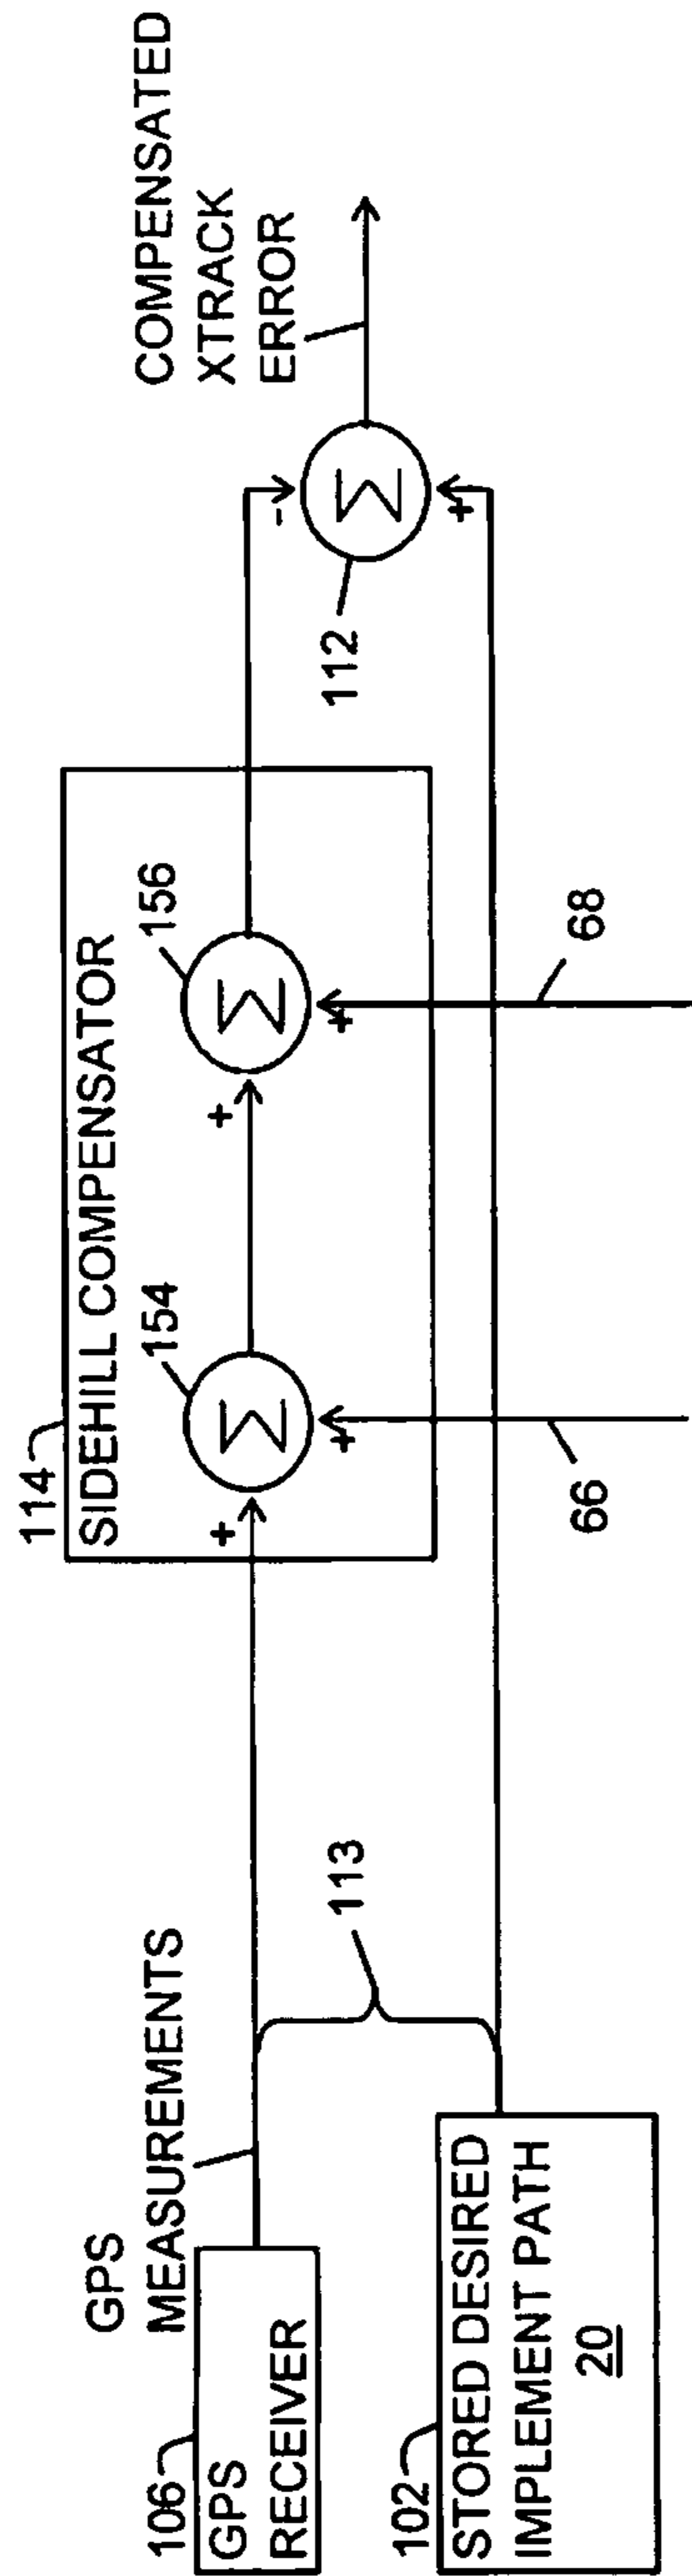 106
GPS
RECEIVER
GPS
MEASUREMENTS
102
STORED DESIRED
IMPLEMENT PATH
20
113
114
SIDEHILL COMPENSATOR
154
Σ
+
+
156
Σ
+
+
66
68
112
Σ
-
+
COMPENSATED
XTRACK
ERROR